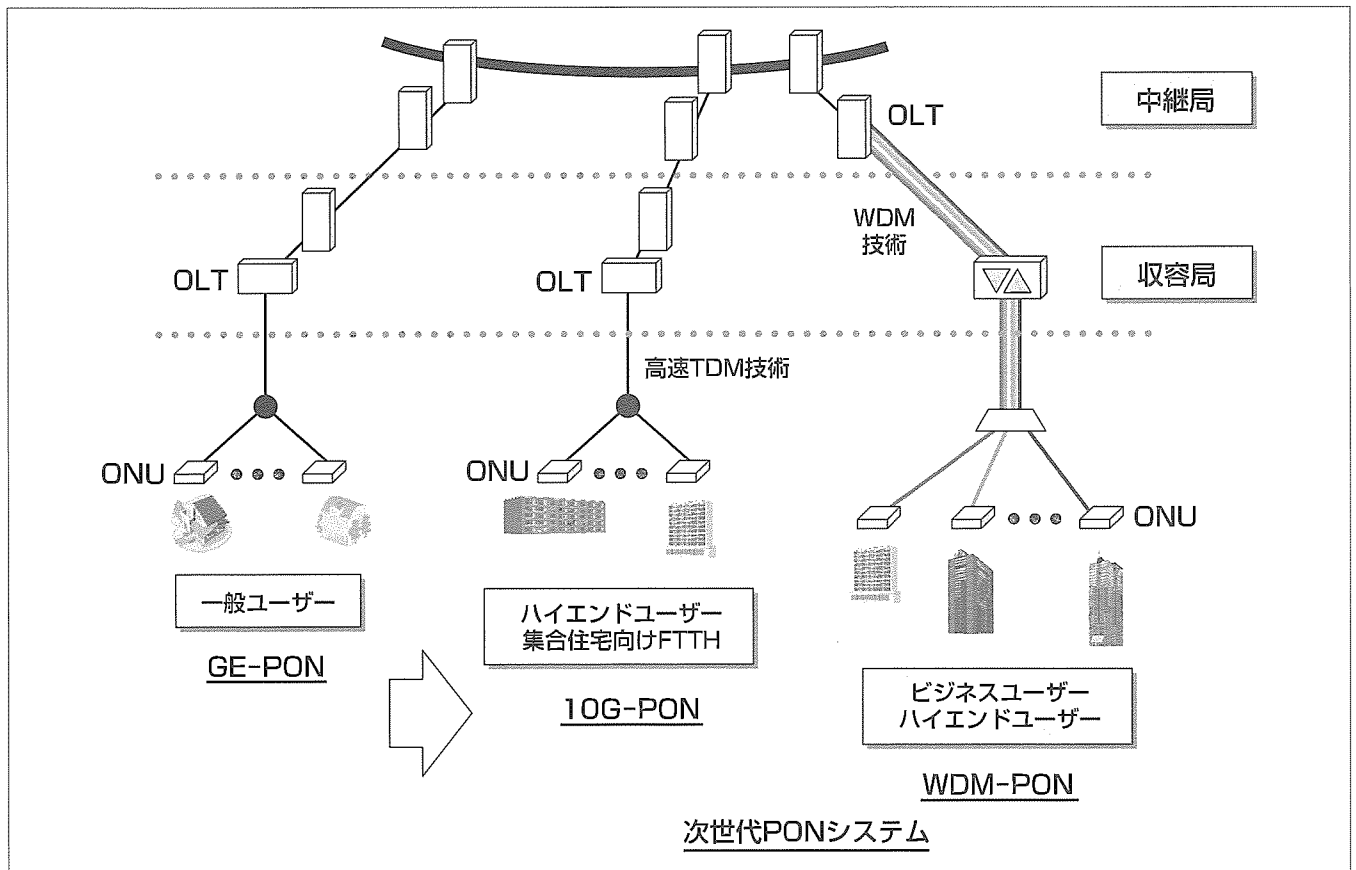 中継局
OLT
WDM
技術
OLT
OLT
収容局
高速TDM技術
ONU
ONU
ONU
一般ユーザー
ハイエンドユーザー
集合住宅向けFTTH
GE-PON
10G-PON
ビジネスユーザー
ハイエンドユーザー
WDM-PON
次世代PONシステム